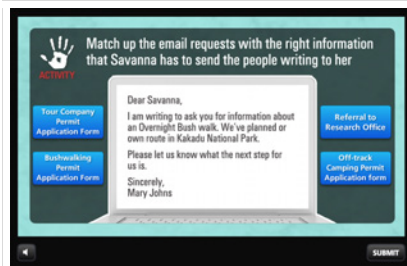 Match up the email requests with the right information
that Savanna has to send the people writing to her
ACTIVITY
Tour Company
Permit
Application Form
Bushwalking
Permit
Application Form
Dear Savanna,
I am writing to ask you for information about
an Overnight Bush walk. We've planned or
own route in Kakadu National Park.
Please let us know what the next step for
us is.
Sincerely,
Mary Johns
Referral to
Research Office
Off-track
Camping Permit
Application form
SUBMIT